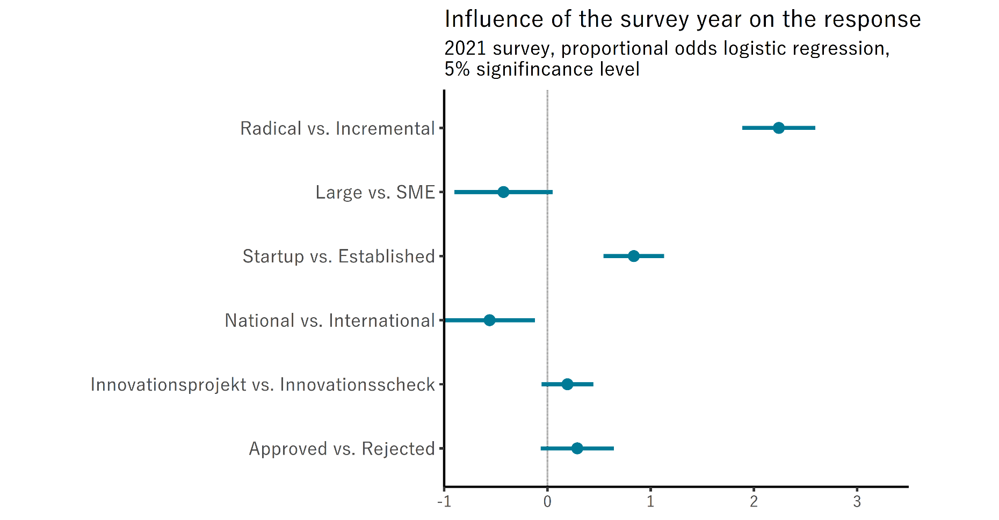 Influence of the survey year on the response
2021 survey, proportional odds logistic regression,
5% signifincance level
Radical vs. Incremental
Large vs. SME
Startup vs. Established
National vs. International
Innovationsprojekt vs. Innovationsscheck
Approved vs. Rejected
-1 0 1 2 3